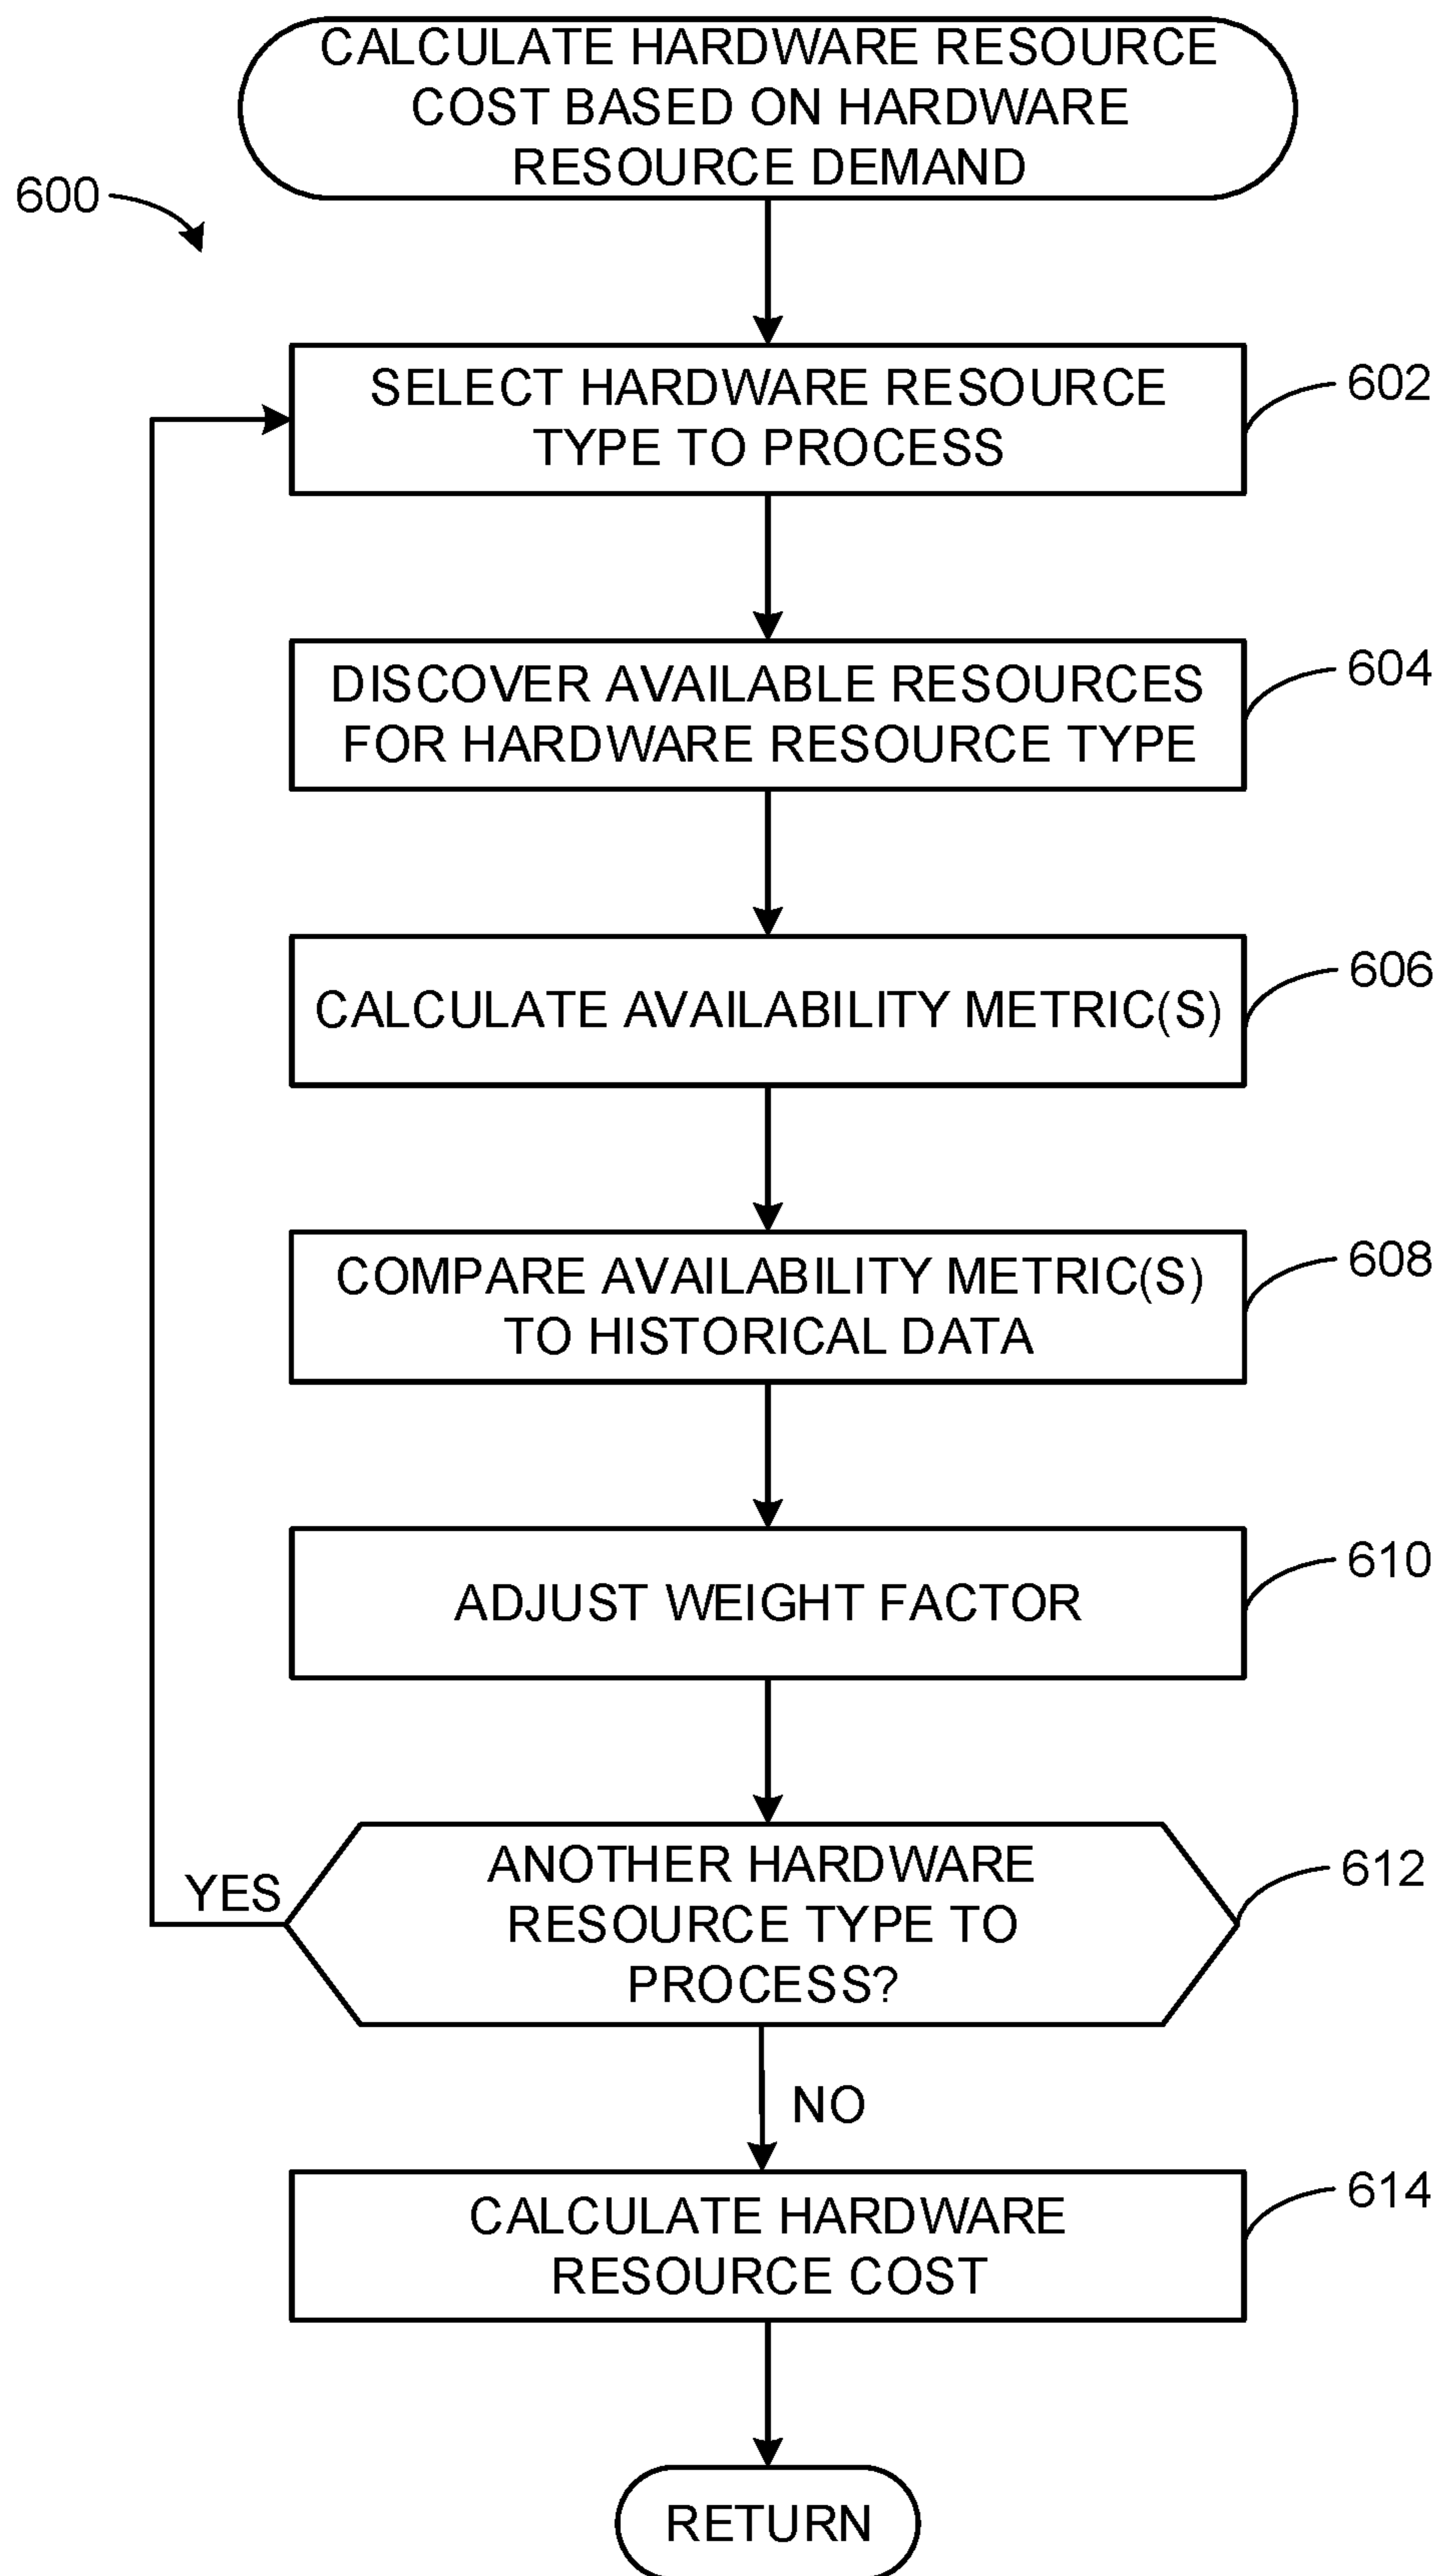 CALCULATE HARDWARE RESOURCE
COST BASED ON HARDWARE
RESOURCE DEMAND
600
SELECT HARDWARE RESOURCE
TYPE TO PROCESS
602
DISCOVER AVAILABLE RESOURCES
FOR HARDWARE RESOURCE TYPE
604
CALCULATE AVAILABILITY METRIC(S)
606
COMPARE AVAILABILITY METRIC(S)
TO HISTORICAL DATA
608
ADJUST WEIGHT FACTOR
610
ANOTHER HARDWARE
RESOURCE TYPE TO
PROCESS?
612
YES
NO
CALCULATE HARDWARE
RESOURCE COST
614
RETURN